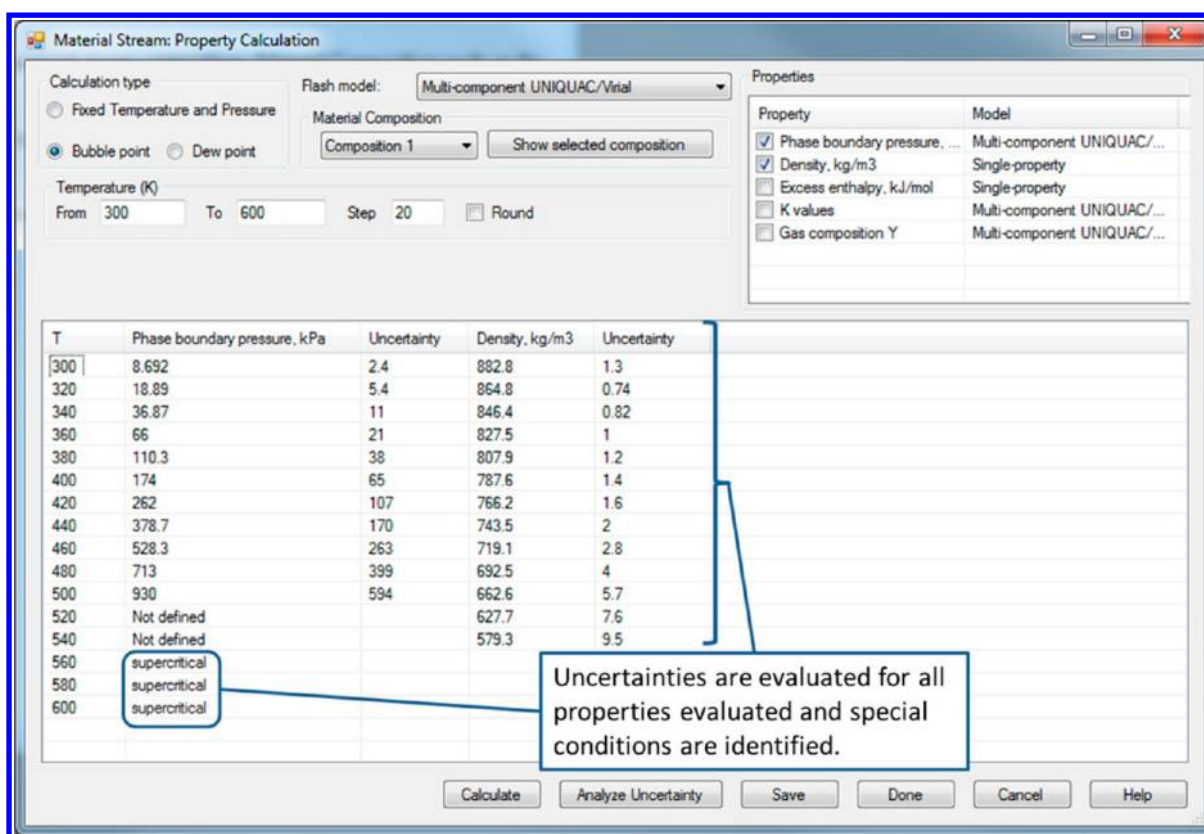 Material Stream: Property Calculation
Calculation type
Fixed Temperature and Pressure
Bubble point Dew point
Flash model: Multi-component UNIQUAC/Virial
Material Composition
Composition 1 Show selected composition
Temperature (K)
From 300 To 600 Step 20 Round
Properties
Property Model
Phase boundary pressure, ... Multi-component UNIQUAC/...
Density, kg/m3 Single-property
Excess enthalpy, kJ/mol Single-property
K values Multi-component UNIQUAC/...
Gas composition Y Multi-component UNIQUAC/...
T Phase boundary pressure, kPa Uncertainty Density, kg/m3 Uncertainty
300 8.692 2.4 882.8 1.3
320 18.89 5.4 864.8 0.74
340 36.87 11 846.4 0.82
360 66 21 827.5 1
380 110.3 38 807.9 1.2
400 174 65 787.6 1.4
420 262 107 766.2 1.6
440 378.7 170 743.5 2
460 528.3 263 719.1 2.8
480 713 399 692.5 4
500 930 594 662.6 5.7
520 Not defined 627.7 7.6
540 Not defined 579.3 9.5
560 supercritical
580 supercritical
600 supercritical
Uncertainties are evaluated for all
properties evaluated and special
conditions are identified.
Calculate Analyze Uncertainty Save Done Cancel Help